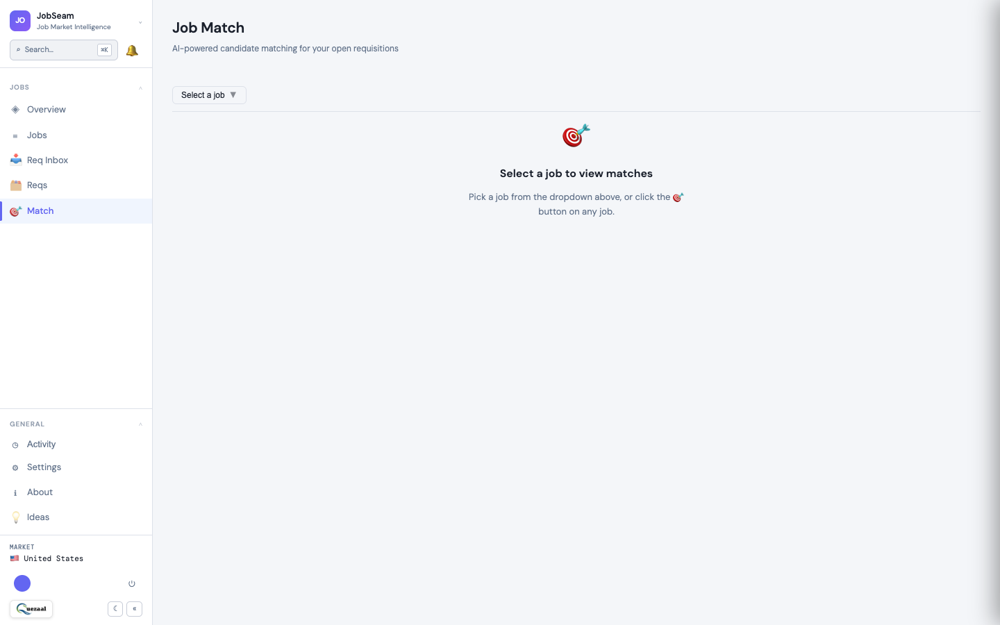 JO
JobSeam
Job Market Intelligence
Search...
⌘K
JOBS
Overview
Jobs
Req Inbox
Reqs
Match
GENERAL
Activity
Settings
About
Ideas
MARKET
United States
Quezaal
Job Match
AI-powered candidate matching for your open requisitions
Select a job
Select a job to view matches
Pick a job from the dropdown above, or click the 🎯
button on any job.